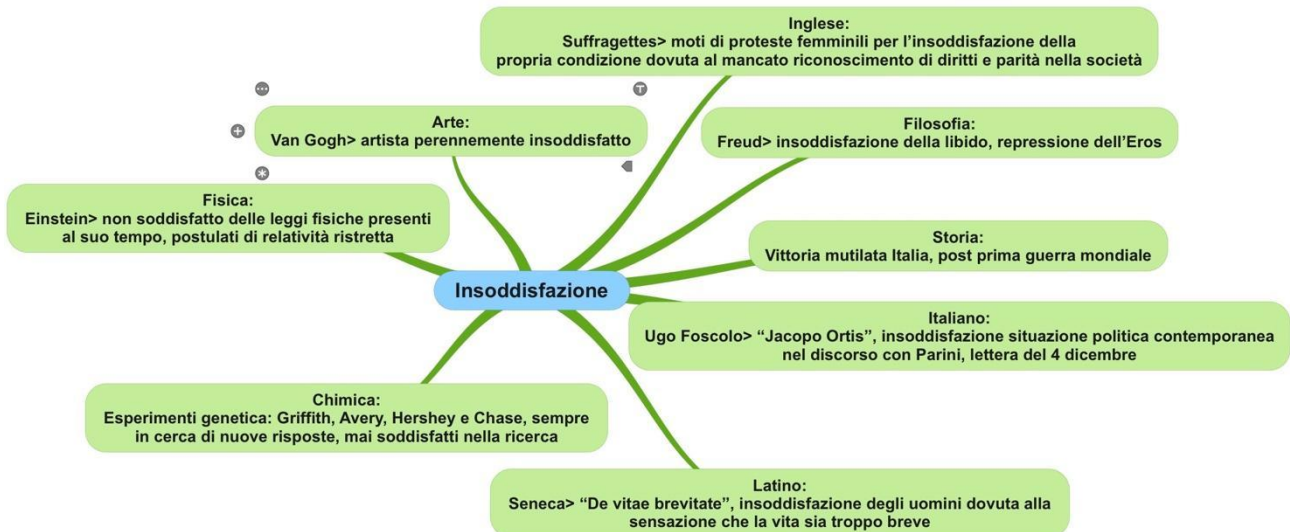 Inglese:
Suffragettes> moti di proteste femminili per l’insoddisfazione della
propria condizione dovuta al mancato riconoscimento di diritti e parità nella società
Arte:
Van Gogh> artista perennemente insoddisfatto
Filosofia:
Freud> insoddisfazione della libido, repressione dell’Eros
Fisica:
Einstein> non soddisfatto delle leggi fisiche presenti
al suo tempo, postulati di relatività ristretta
Storia:
Vittoria mutilata Italia, post prima guerra mondiale
Insoddisfazione
Italiano:
Ugo Foscolo> “Jacopo Ortis”, insoddisfazione situazione politica contemporanea
nel discorso con Parini, lettera del 4 dicembre
Chimica:
Esperimenti genetica: Griffith, Avery, Hershey e Chase, sempre
in cerca di nuove risposte, mai soddisfatti nella ricerca
Latino:
Seneca> “De vitae brevitate”, insoddisfazione degli uomini dovuta alla
sensazione che la vita sia troppo breve